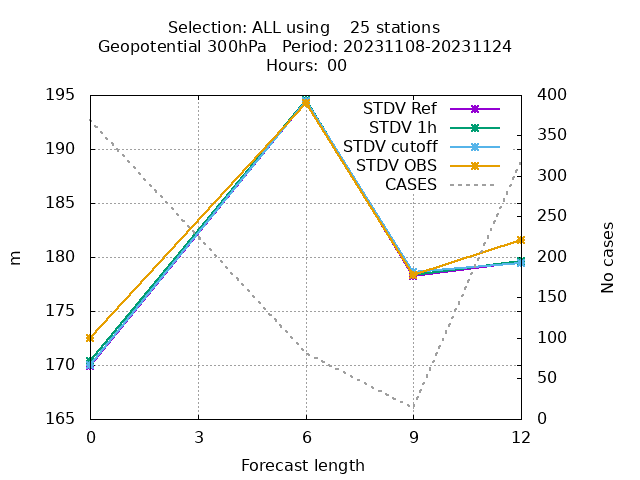 Selection: ALL using    25 stations
Geopotential 300hPa   Period: 20231108-20231124
Hours: 00
STDV Ref
STDV 1h
STDV cutoff
STDV OBS
CASES
195
190
185
180
175
170
165
m
400
350
300
250
200
150
100
50
0
No cases
0 3 6 9 12
Forecast length